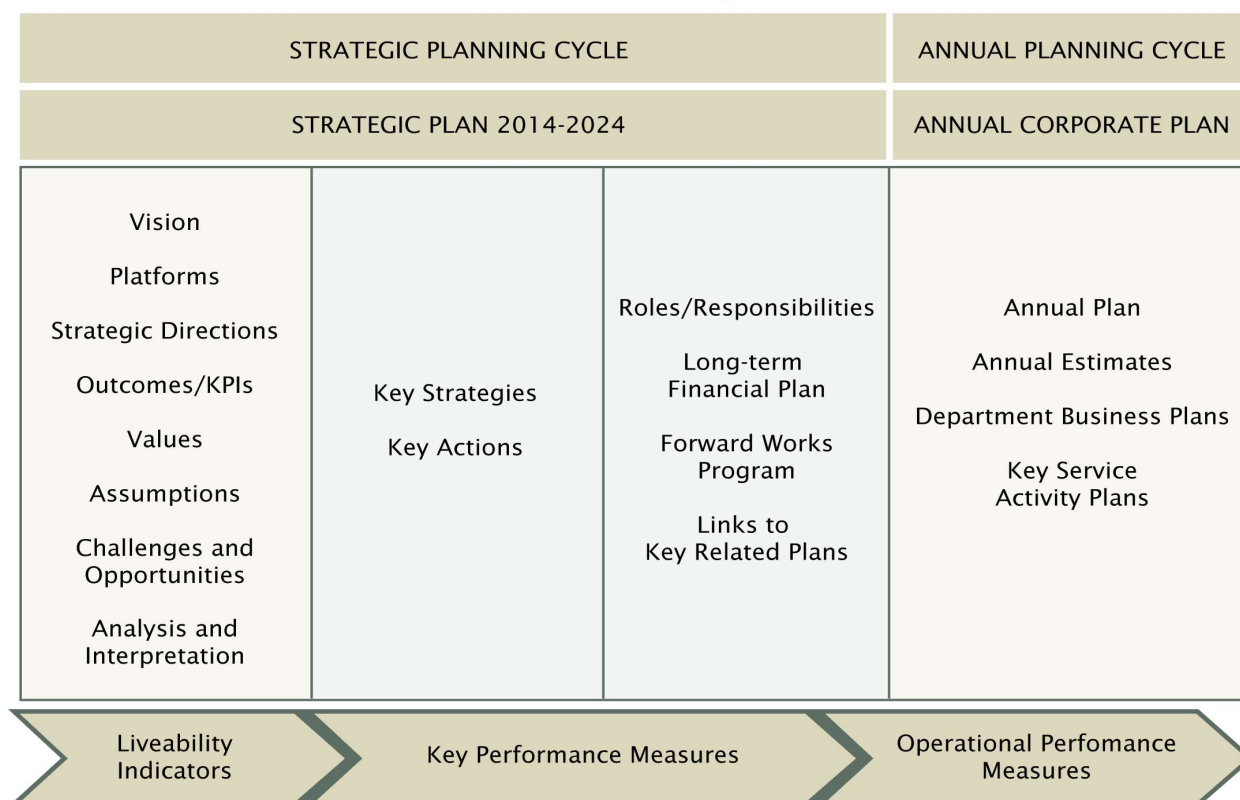 STRATEGIC PLANNING CYCLE
ANNUAL PLANNING CYCLE
STRATEGIC PLAN 2014-2024
ANNUAL CORPORATE PLAN
Vision
Platforms
Strategic Directions
Outcomes/KPIs
Values
Assumptions
Challenges and
Opportunities
Analysis and
Interpretation
Key Strategies
Key Actions
Roles/Responsibilities
Long-term
Financial Plan
Forward Works
Program
Links to
Key Related Plans
Annual Plan
Annual Estimates
Department Business Plans
Key Service
Activity Plans
Liveability
Indicators
Key Performance Measures
Operational Perfomance
Measures